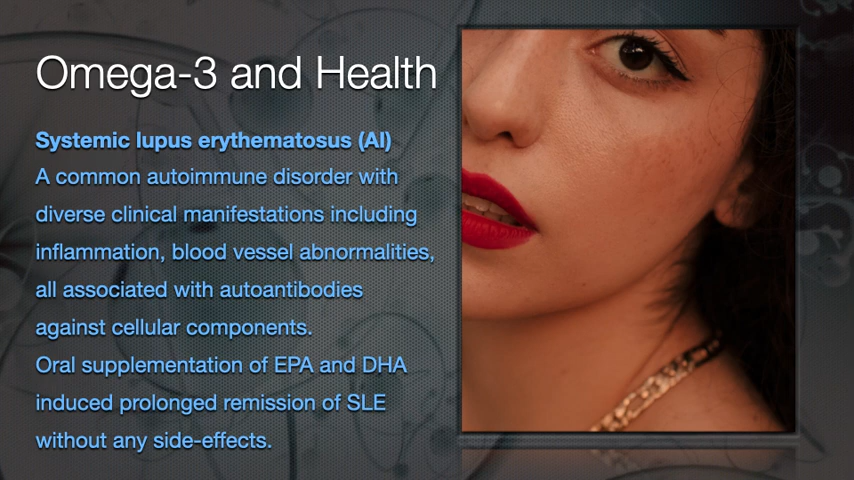 Omega-3 and Health
Systemic lupus erythematosus (AI)
A common autoimmune disorder with
diverse clinical manifestations including
inflammation, blood vessel abnormalities,
all associated with autoantibodies
against cellular components.
Oral supplementation of EPA and DHA
induced prolonged remission of SLE
without any side-effects.